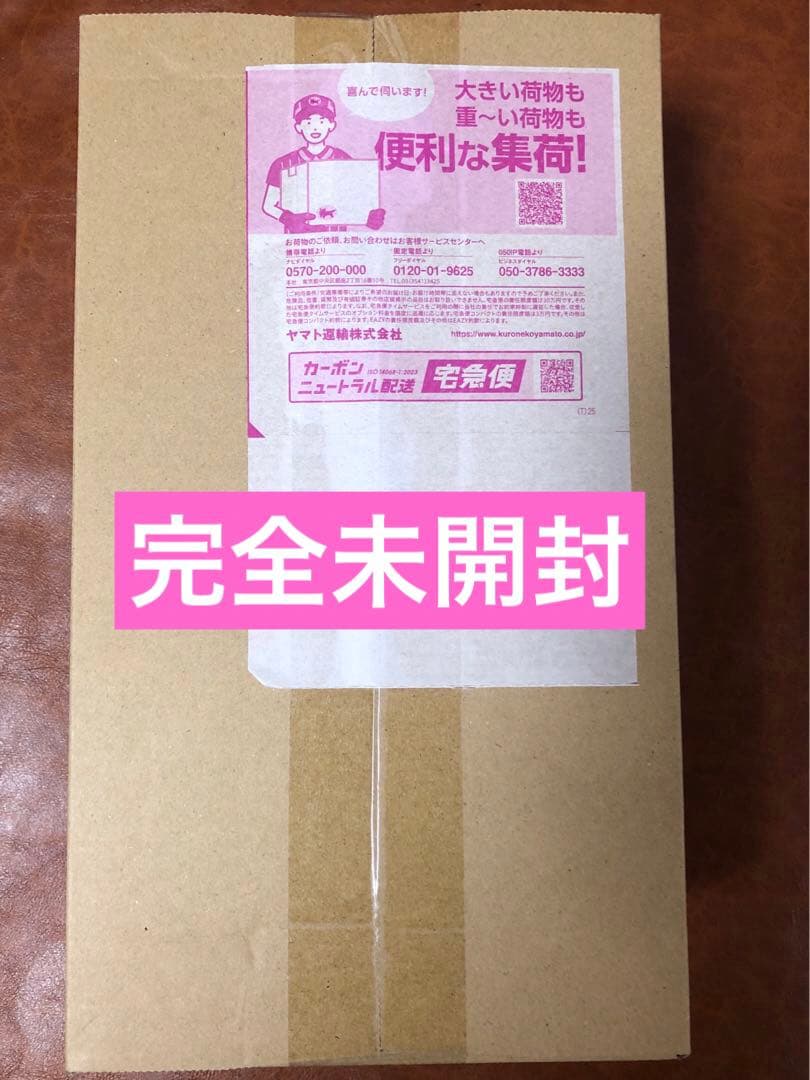 喜んで伺います!
大きい荷物も
重〜い荷物も
便利な集荷!
お荷物のご依頼、お問い合わせはお客様サービスセンターへ
携帯電話より 固定電話より 050IP電話より
ナビダイヤル フリーダイヤル ビジネスダイヤル
0570-200-000 0120-01-9625 050-3786-3333
ヤマト運輸株式会社 https://www.kuronekoyamato.co.jp/
カーボン
ニュートラル配送 ISO 14068-1:2023 宅急便
(T)25
完全未開封